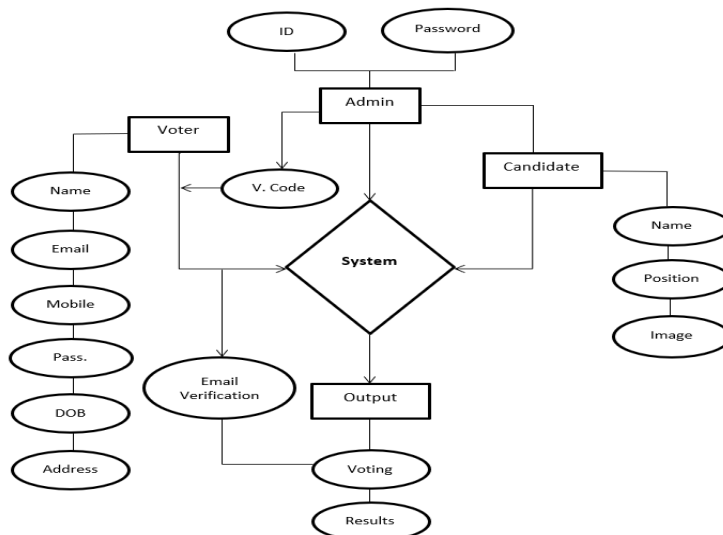 ID
Password
Admin
Voter
V. Code
Candidate
Name
Email
Mobile
Pass.
DOB
Address
System
Name
Position
Image
Email
Verification
Output
Voting
Results